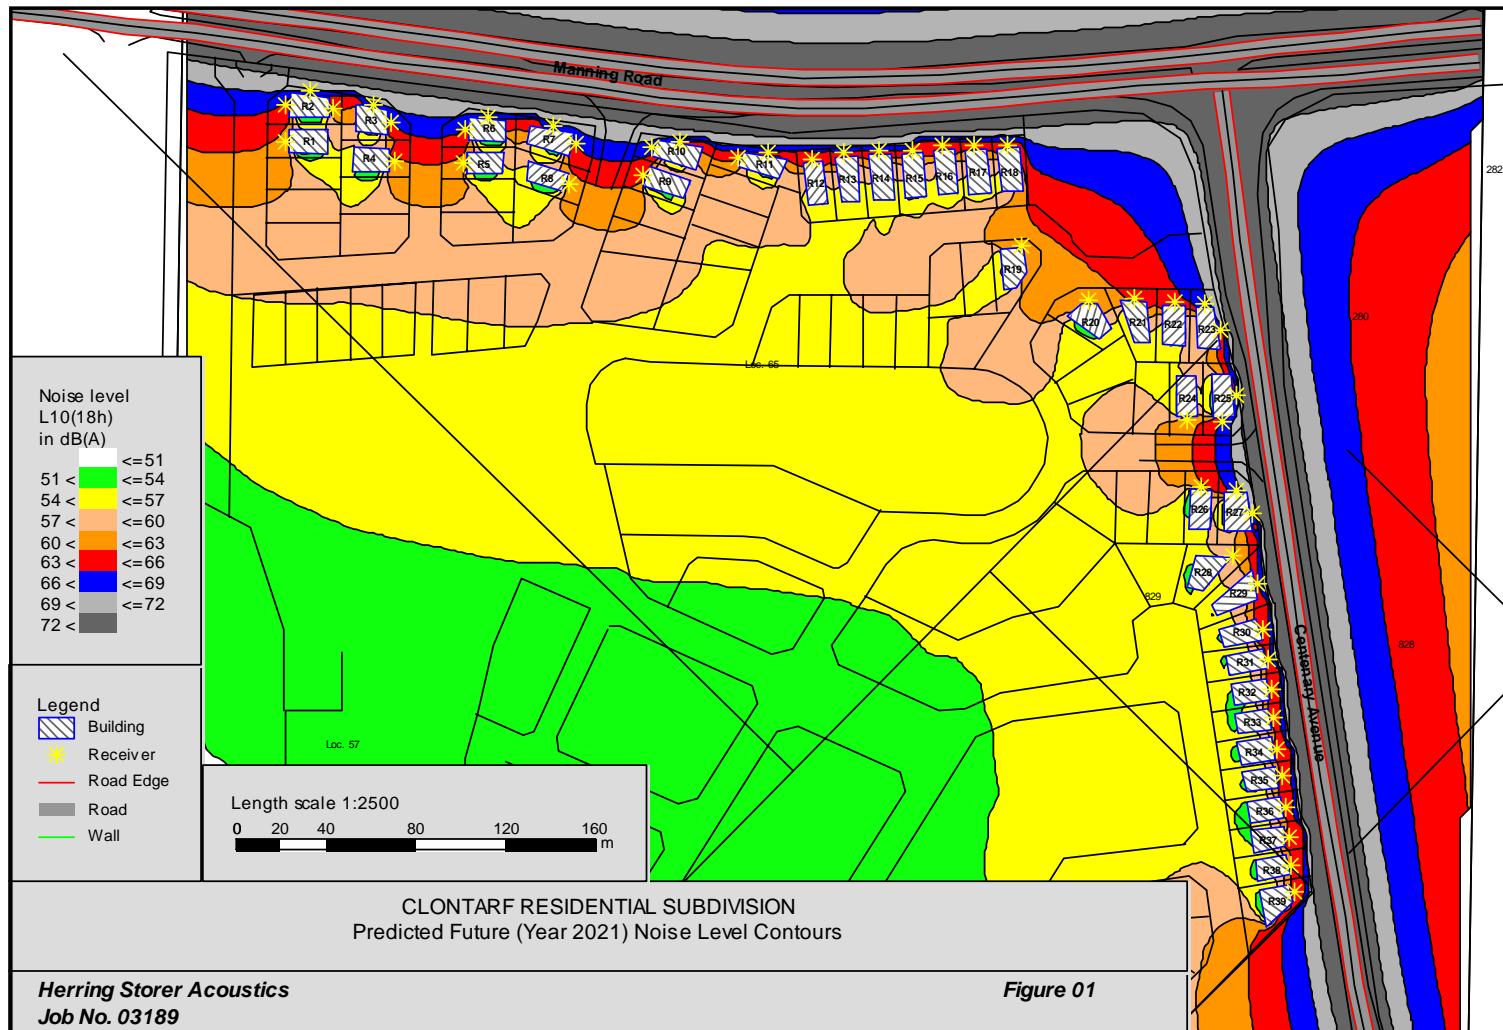 Manning Road
R2
R3
R6
R7
R1
R4
R5
R8
R10
R9
R11
R12
R13
R14
R15
R16
R17
R18
282
R19
R20
R21
R22
R23
280
Loc. 65
R24
R25
R26
R27
R28
R29
829
R30
R31
R32
R33
R34
R35
R36
R37
R38
R39
Centenary Avenue
828
Loc. 57
Noise level
L10(18h)
in dB(A)
<=51
51 < <=54
54 < <=57
57 < <=60
60 < <=63
63 < <=66
66 < <=69
69 < <=72
72 <
Legend
Building
Receiver
Road Edge
Road
Wall
Length scale 1:2500
0 20 40 80 120 160
m
CLONTARF RESIDENTIAL SUBDIVISION
Predicted Future (Year 2021) Noise Level Contours
Herring Storer Acoustics
Job No. 03189
Figure 01